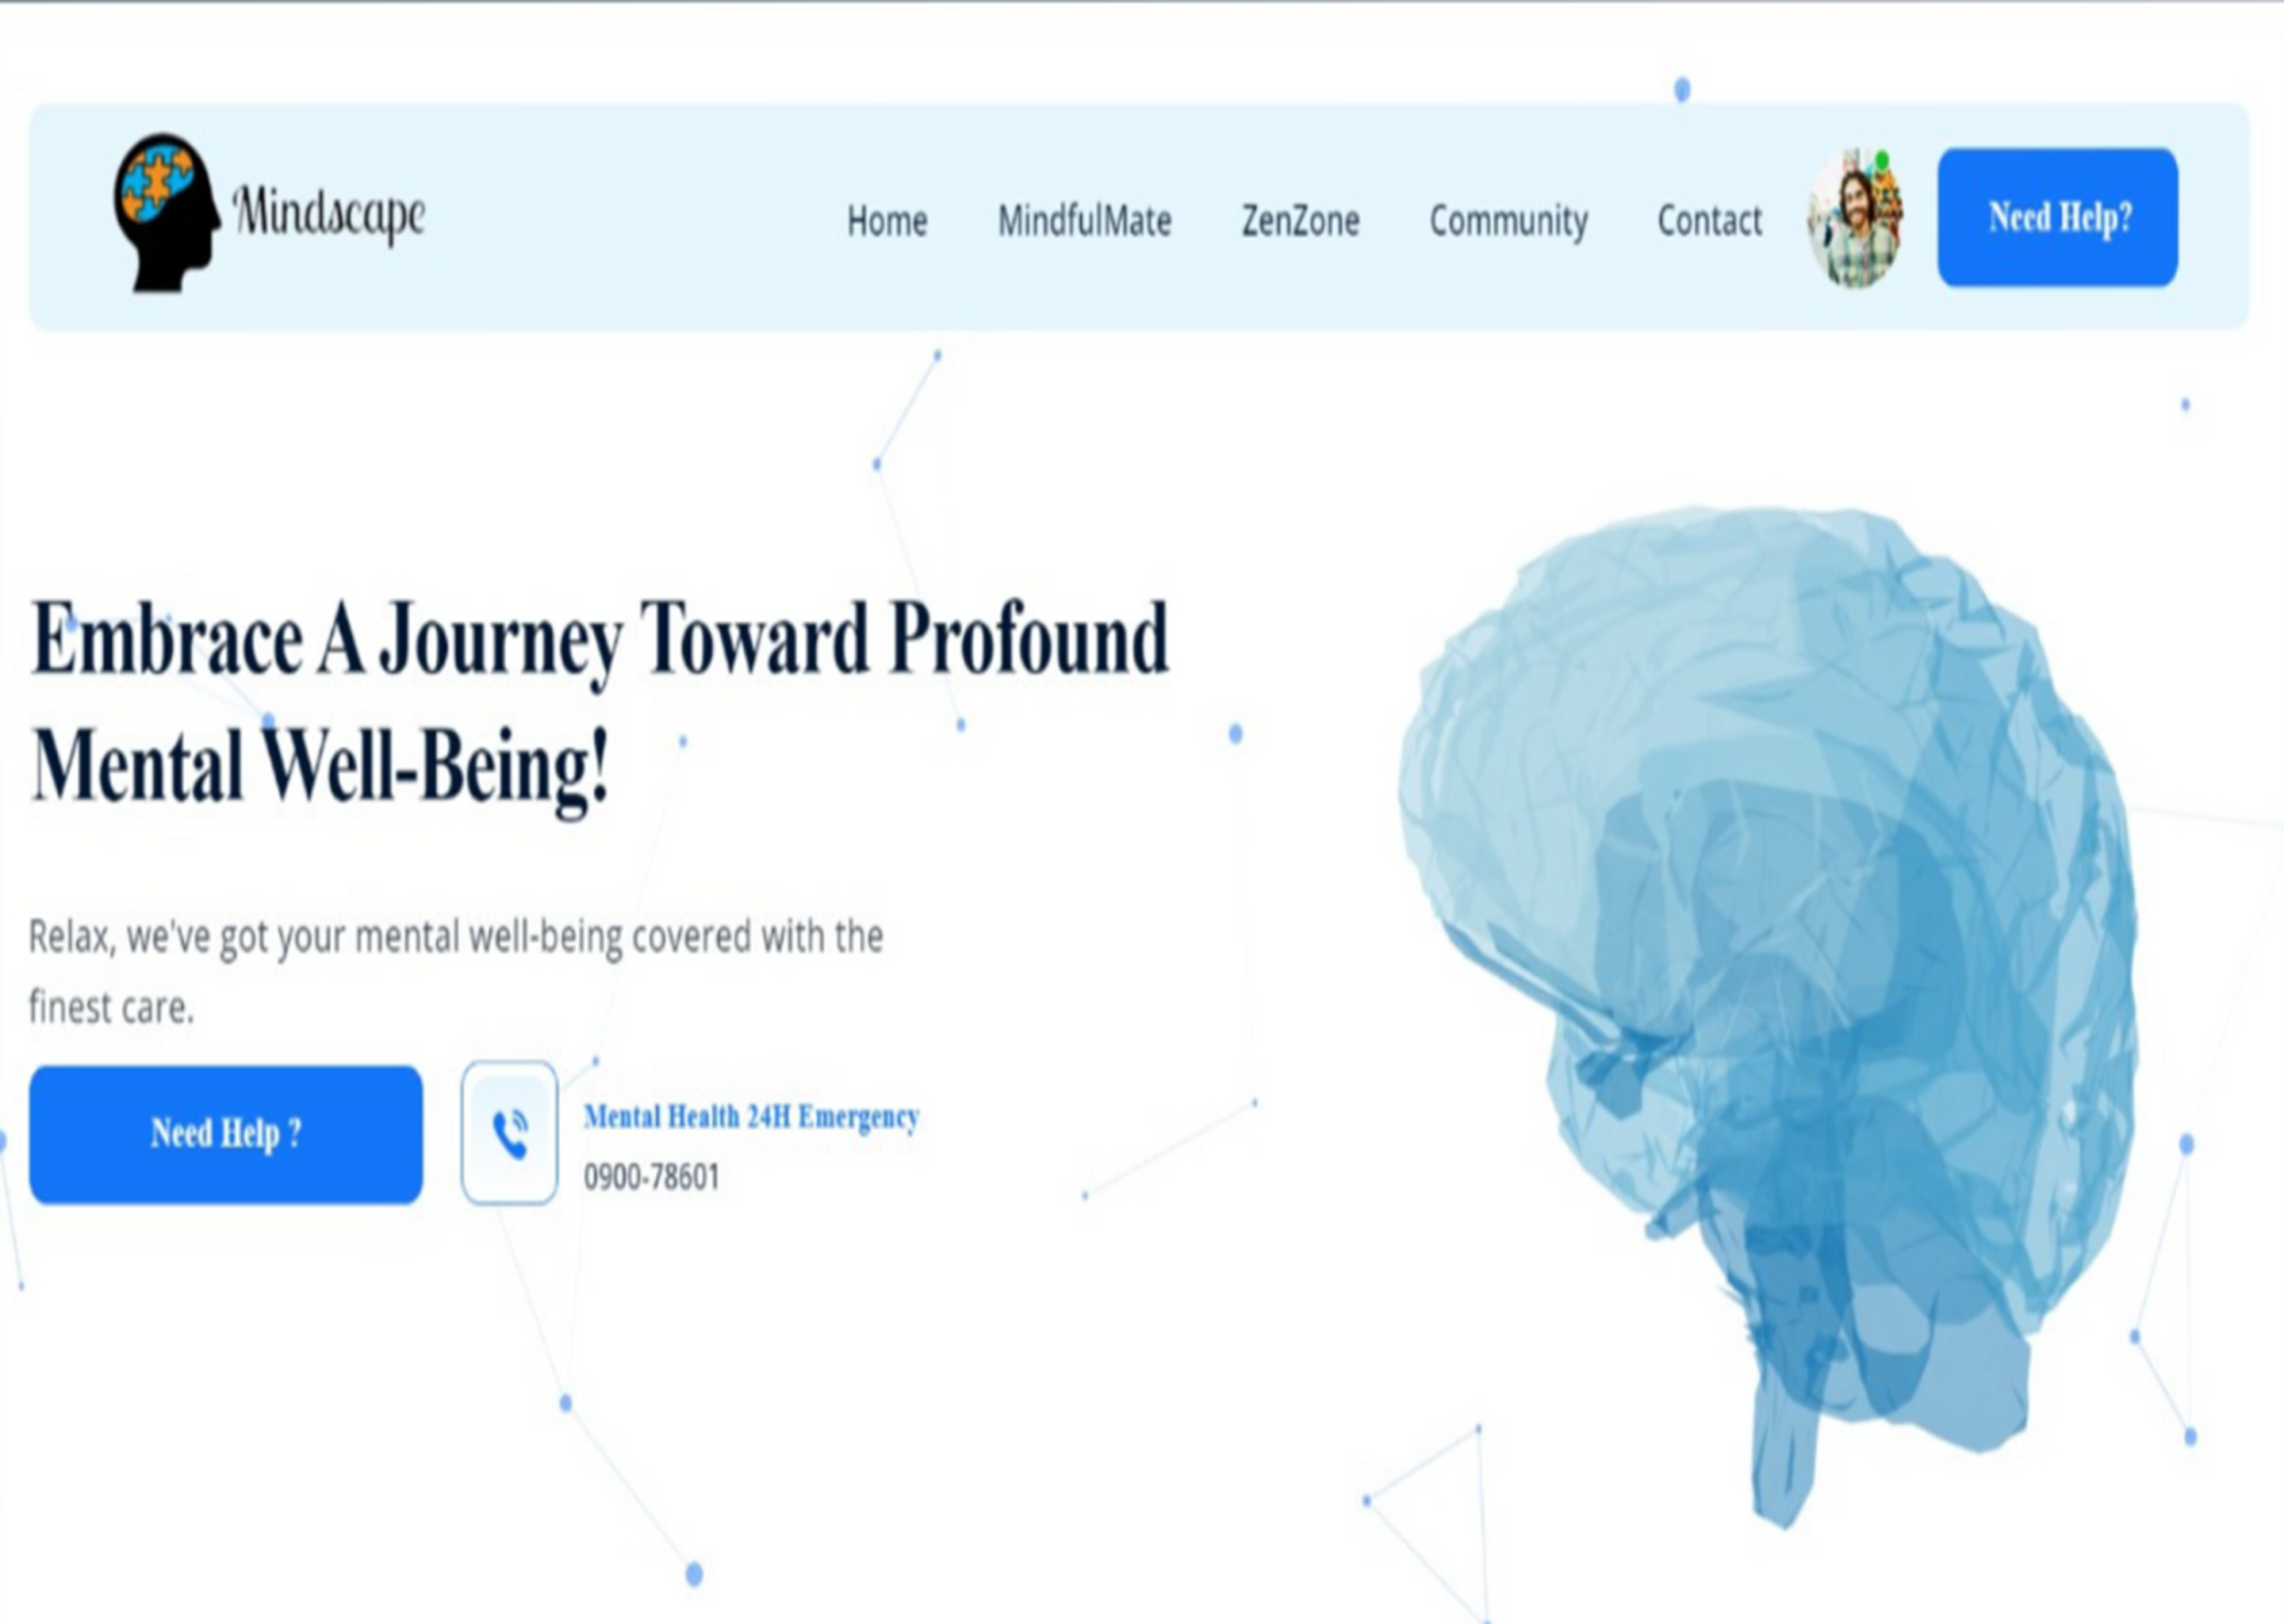 Mindscape
Home MindfulMate ZenZone Community Contact Need Help?
Embrace A Journey Toward Profound
Mental Well-Being!
Relax, we've got your mental well-being covered with the
finest care.
Need Help ?
Mental Health 24H Emergency
0900-78601